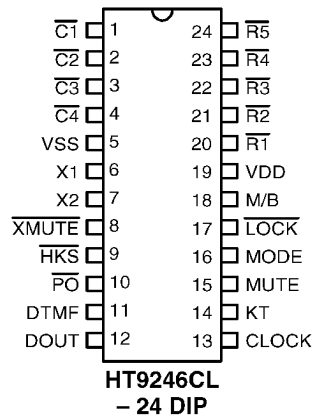 C1 1 24 R5
C2 2 23 R4
C3 3 22 R3
C4 4 21 R2
VSS 5 20 R1
X1 6 19 VDD
X2 7 18 M/B
XMUTE 8 17 LOCK
HKS 9 16 MODE
PO 10 15 MUTE
DTMF 11 14 KT
DOUT 12 13 CLOCK
HT9246CL
– 24 DIP